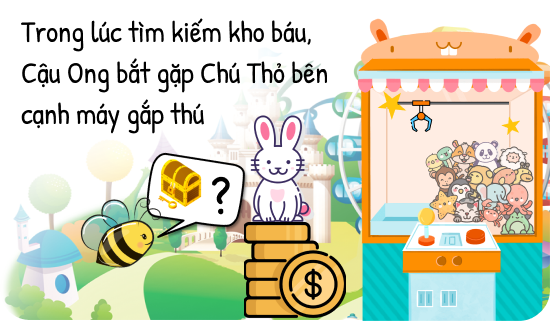 Trong lúc tìm kiếm kho báu,
Cậu Ong bắt gặp Chú Thỏ bên
cạnh máy gắp thú
?
$